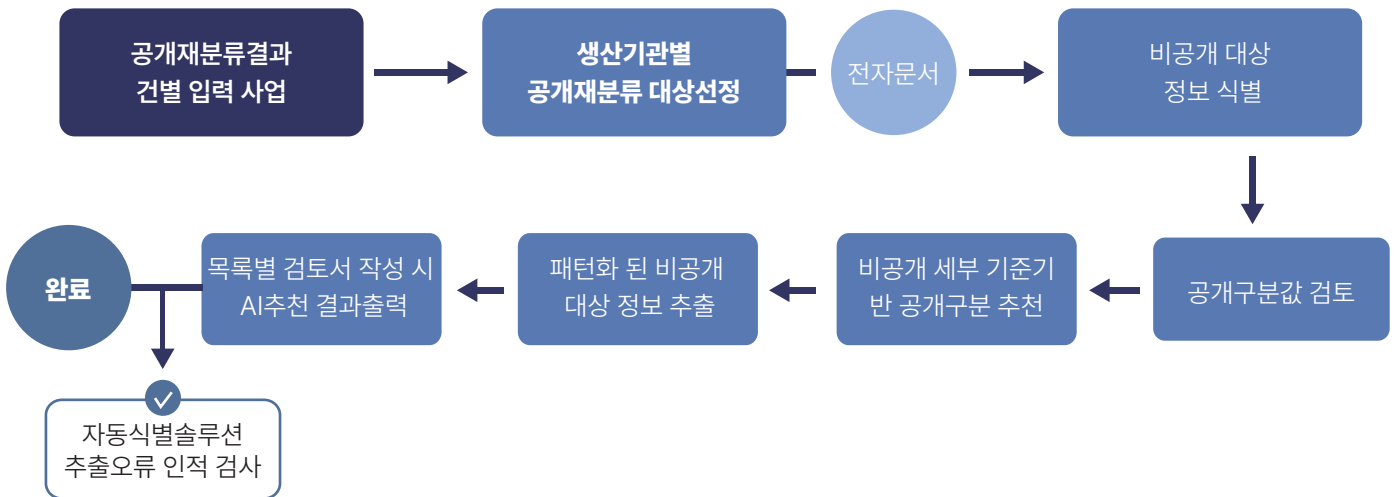 공개재분류결과
건별 입력 사업
생산기관별
공개재분류 대상선정
전자문서
비공개 대상
정보 식별
공개구분값 검토
비공개 세부 기준기
반 공개구분 추천
패턴화 된 비공개
대상 정보 추출
목록별 검토서 작성 시
AI추천 결과출력
완료
자동식별솔루션
추출오류 인적 검사